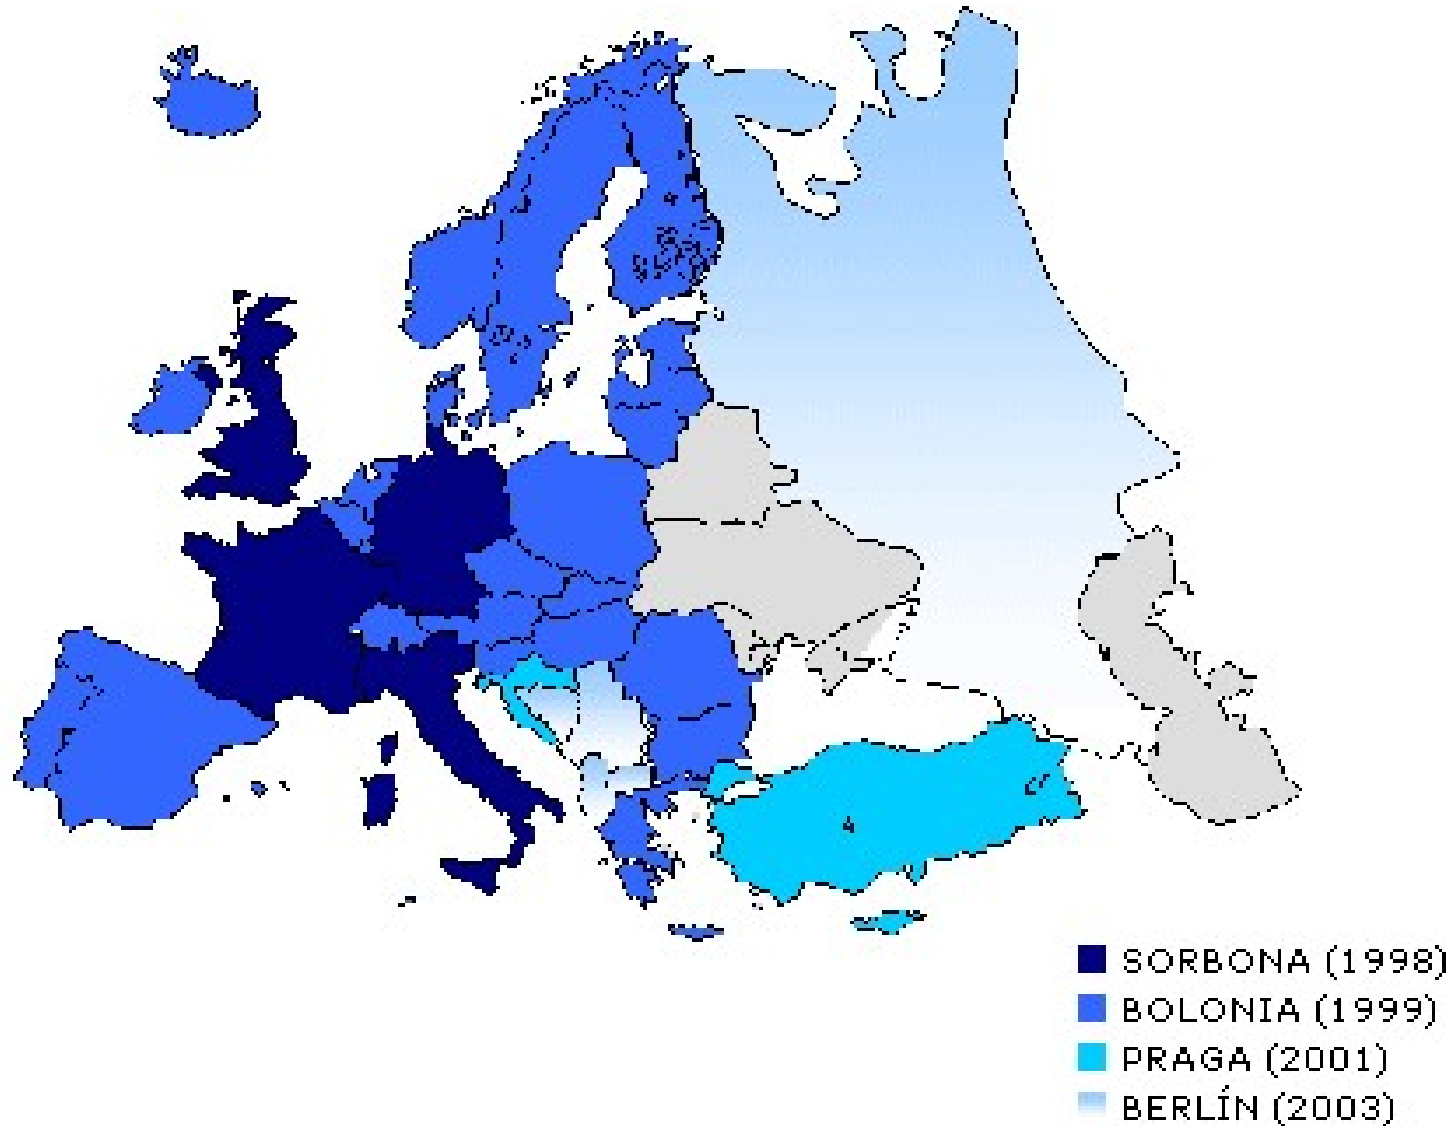 SORBONA (1998)
BOLONIA (1999)
PRAGA (2001)
BERLÍN (2003)